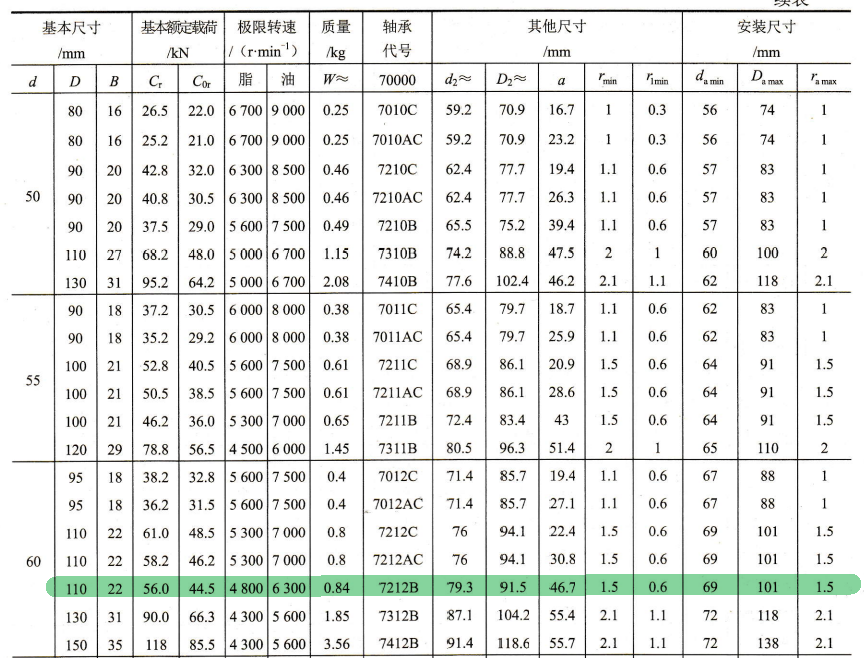 续表
基本尺寸 基本额定载荷 极限转速 质量 轴承 其他尺寸 安装尺寸
/mm /kN /（r·min⁻¹） /kg 代号 /mm /mm
d D B Cr C0r 脂 油 W≈ 70000 d2≈ D2≈ a rmin r1min da min Da max ra max
80 16 26.5 22.0 6 700 9 000 0.25 7010C 59.2 70.9 16.7 1 0.3 56 74 1
80 16 25.2 21.0 6 700 9 000 0.25 7010AC 59.2 70.9 23.2 1 0.3 56 74 1
90 20 42.8 32.0 6 300 8 500 0.46 7210C 62.4 77.7 19.4 1.1 0.6 57 83 1
50 90 20 40.8 30.5 6 300 8 500 0.46 7210AC 62.4 77.7 26.3 1.1 0.6 57 83 1
90 20 37.5 29.0 5 600 7 500 0.49 7210B 65.5 75.2 39.4 1.1 0.6 57 83 1
110 27 68.2 48.0 5 000 6 700 1.15 7310B 74.2 88.8 47.5 2 1 60 100 2
130 31 95.2 64.2 5 000 6 700 2.08 7410B 77.6 102.4 46.2 2.1 1.1 62 118 2.1
90 18 37.2 30.5 6 000 8 000 0.38 7011C 65.4 79.7 18.7 1.1 0.6 62 83 1
90 18 35.2 29.2 6 000 8 000 0.38 7011AC 65.4 79.7 25.9 1.1 0.6 62 83 1
100 21 52.8 40.5 5 600 7 500 0.61 7211C 68.9 86.1 20.9 1.5 0.6 64 91 1.5
55 100 21 50.5 38.5 5 600 7 500 0.61 7211AC 68.9 86.1 28.6 1.5 0.6 64 91 1.5
100 21 46.2 36.0 5 300 7 000 0.65 7211B 72.4 83.4 43 1.5 0.6 64 91 1.5
120 29 78.8 56.5 4 500 6 000 1.45 7311B 80.5 96.3 51.4 2 1 65 110 2
95 18 38.2 32.8 5 600 7 500 0.4 7012C 71.4 85.7 19.4 1.1 0.6 67 88 1
95 18 36.2 31.5 5 600 7 500 0.4 7012AC 71.4 85.7 27.1 1.1 0.6 67 88 1
110 22 61.0 48.5 5 300 7 000 0.8 7212C 76 94.1 22.4 1.5 0.6 69 101 1.5
60 110 22 58.2 46.2 5 300 7 000 0.8 7212AC 76 94.1 30.8 1.5 0.6 69 101 1.5
110 22 56.0 44.5 4 800 6 300 0.84 7212B 79.3 91.5 46.7 1.5 0.6 69 101 1.5
130 31 90.0 66.3 4 300 5 600 1.85 7312B 87.1 104.2 55.4 2.1 1.1 72 118 2.1
150 35 118 85.5 4 300 5 600 3.56 7412B 91.4 118.6 55.7 2.1 1.1 72 138 2.1